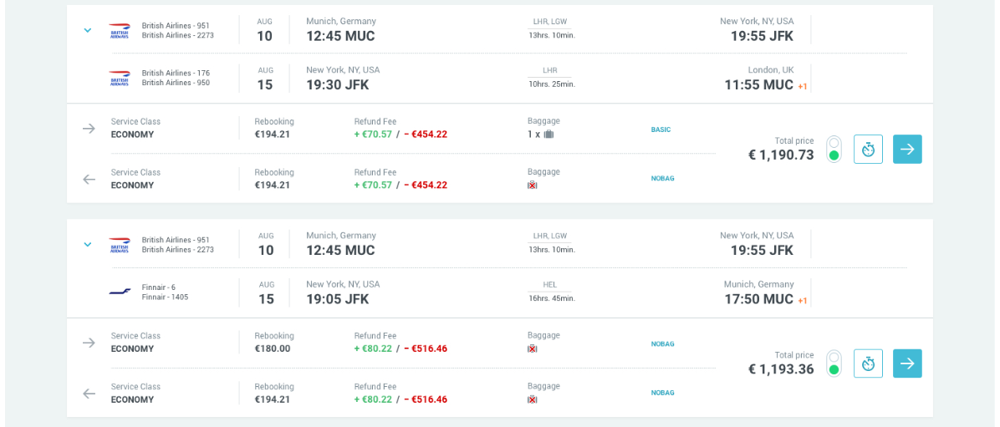 British Airlines - 951
British Airlines - 2273
AUG
10
Munich, Germany
12:45 MUC
LHR, LGW
13hrs. 10min.
New York, NY, USA
19:55 JFK
BRITISH AIRWAYS
British Airlines - 176
British Airlines - 950
AUG
15
New York, NY, USA
19:30 JFK
LHR
10hrs. 25min.
London, UK
11:55 MUC +1
BRITISH AIRWAYS
Service Class
ECONOMY
Rebooking
€194.21
Refund Fee
+ €70.57 / − €454.22
Baggage
1 x
BASIC
Total price
€ 1,190.73
Service Class
ECONOMY
Rebooking
€194.21
Refund Fee
+ €70.57 / − €454.22
Baggage
NOBAG
British Airlines - 951
British Airlines - 2273
AUG
10
Munich, Germany
12:45 MUC
LHR, LGW
13hrs. 10min.
New York, NY, USA
19:55 JFK
BRITISH AIRWAYS
Finnair - 6
Finnair - 1405
AUG
15
New York, NY, USA
19:05 JFK
HEL
16hrs. 45min.
Munich, Germany
17:50 MUC +1
Service Class
ECONOMY
Rebooking
€180.00
Refund Fee
+ €80.22 / − €516.46
Baggage
NOBAG
Total price
€ 1,193.36
Service Class
ECONOMY
Rebooking
€194.21
Refund Fee
+ €80.22 / − €516.46
Baggage
NOBAG